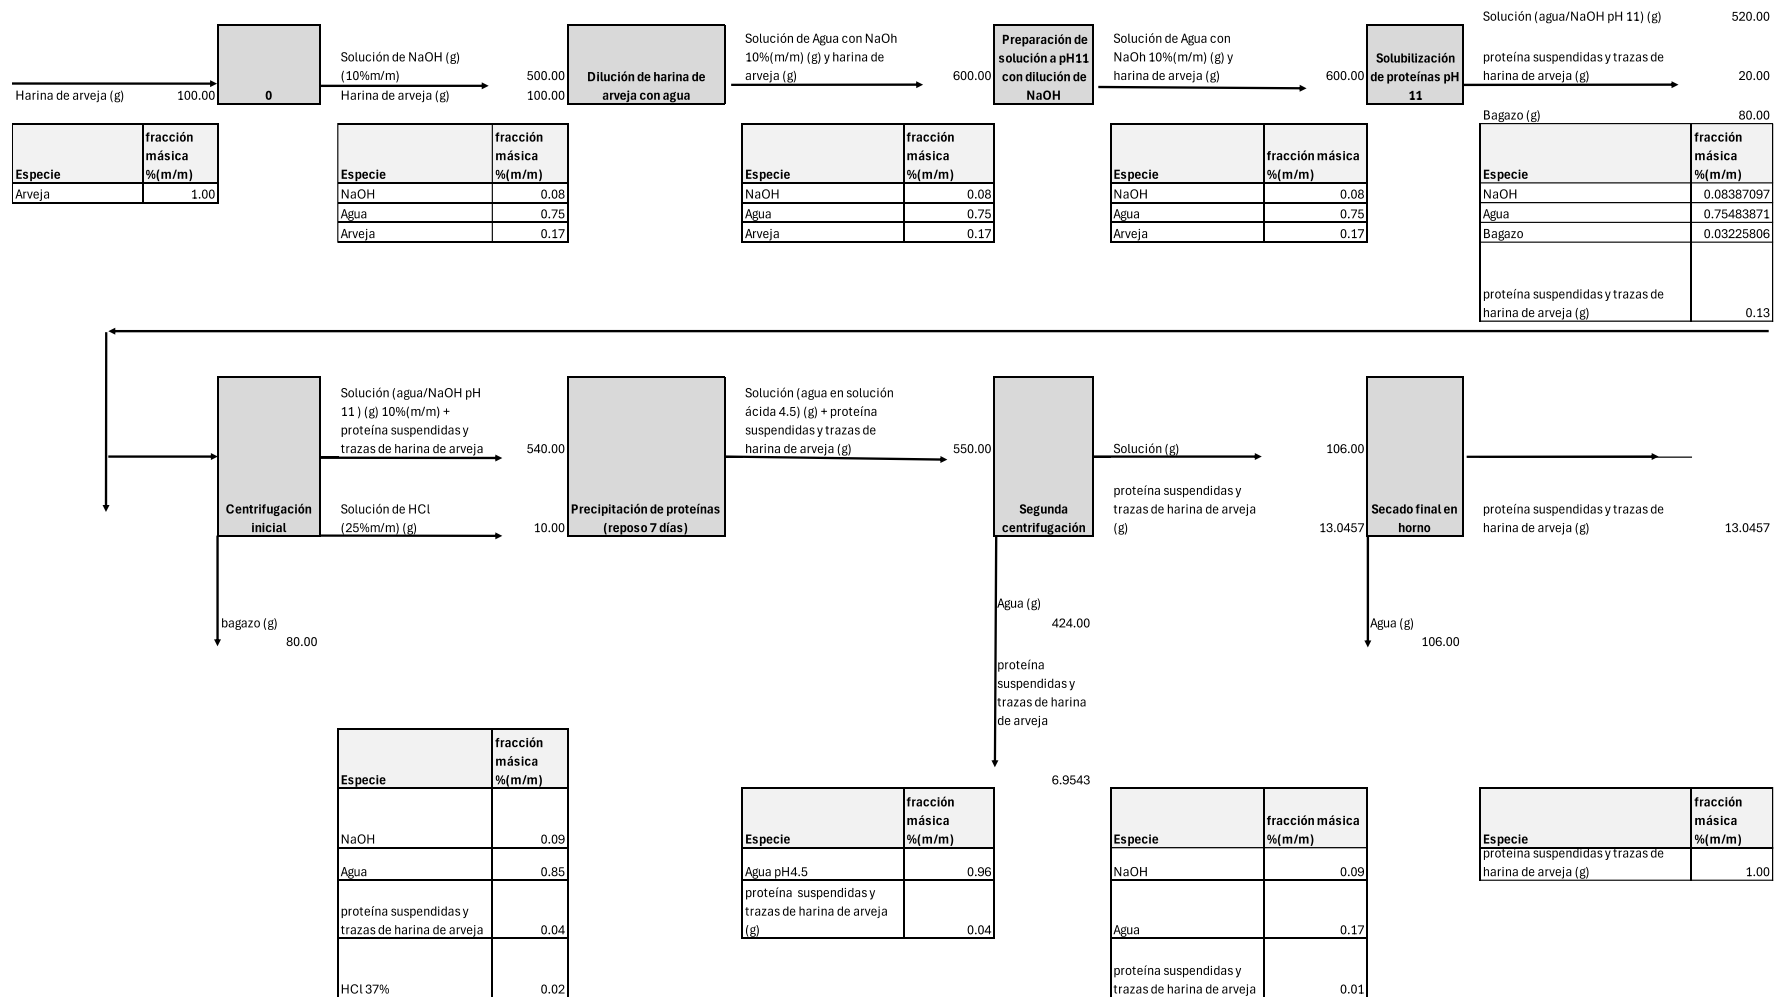 Solución (agua/NaOH pH 11) (g) 520.00
Harina de arveja (g) 100.00
0
Solución de NaOH (g)
(10%m/m) 500.00
Harina de arveja (g) 100.00
Dilución de harina de
arveja con agua
Solución de Agua con NaOh
10%(m/m) (g) y harina de
arveja (g) 600.00
Preparación de
solución a pH11
con dilución de
NaOH
Solución de Agua con
NaOh 10%(m/m) (g) y
harina de arveja (g) 600.00
Solubilización
de proteínas pH
11
proteína suspendidas y trazas de
harina de arveja (g) 20.00
Bagazo (g) 80.00
Especie fracción
másica
%(m/m)
Arveja 1.00
Especie fracción
másica
%(m/m)
NaOH 0.08
Agua 0.75
Arveja 0.17
Especie fracción
másica
%(m/m)
NaOH 0.08
Agua 0.75
Arveja 0.17
Especie fracción másica
%(m/m)
NaOH 0.08
Agua 0.75
Arveja 0.17
Especie fracción
másica
%(m/m)
NaOH 0.08387097
Agua 0.75483871
Bagazo 0.03225806
proteína suspendidas y trazas de
harina de arveja (g) 0.13
Centrifugación
inicial
Solución (agua/NaOH pH
11 ) (g) 10%(m/m) +
proteína suspendidas y
trazas de harina de arveja 540.00
Solución de HCl
(25%m/m) (g) 10.00
Precipitación de proteínas
(reposo 7 días)
Solución (agua en solución
ácida 4.5) (g) + proteína
suspendidas y trazas de
harina de arveja (g) 550.00
Segunda
centrifugación
Solución (g) 106.00
proteína suspendidas y
trazas de harina de arveja
(g) 13.0457
Secado final en
horno
proteína suspendidas y trazas de
harina de arveja (g) 13.0457
bagazo (g)
80.00
Agua (g)
424.00
proteína
suspendidas y
trazas de harina
de arveja
6.9543
Agua (g)
106.00
Especie fracción
másica
%(m/m)
NaOH 0.09
Agua 0.85
proteína suspendidas y
trazas de harina de arveja 0.04
HCl 37% 0.02
Especie fracción
másica
%(m/m)
Agua pH4.5 0.96
proteína  suspendidas y
trazas de harina de arveja
(g) 0.04
Especie fracción másica
%(m/m)
NaOH 0.09
Agua 0.17
proteína suspendidas y
trazas de harina de arveja 0.01
Especie fracción
másica
%(m/m)
proteína suspendidas y trazas de
harina de arveja (g) 1.00